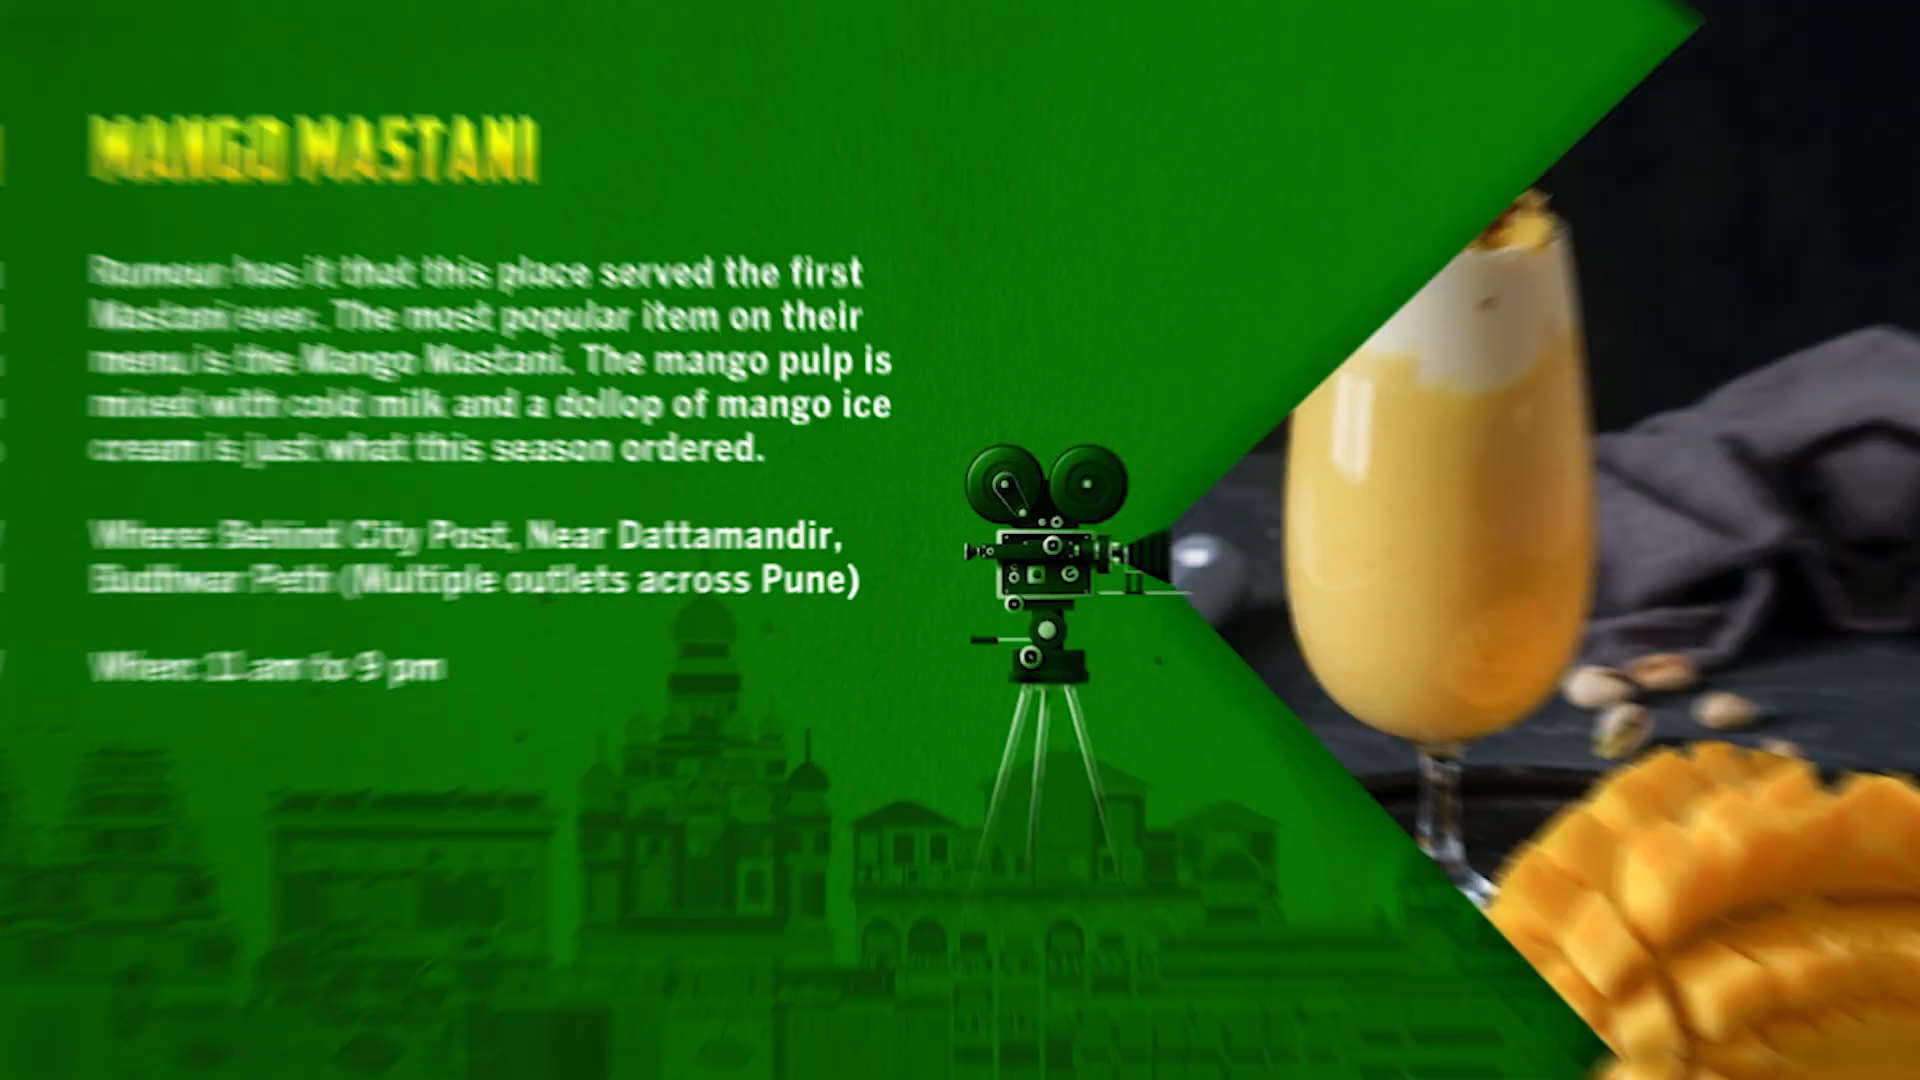 MANGO MASTANI
Rumour has it that this place served the first
Mastani ever. The most popular item on their
menu is the Mango Mastani. The mango pulp is
mixed with cold milk and a dollop of mango ice
cream is just what this season ordered.
Where: Behind City Post, Near Dattamandir,
Budhwar Peth (Multiple outlets across Pune)
When: 11 am to 9 pm